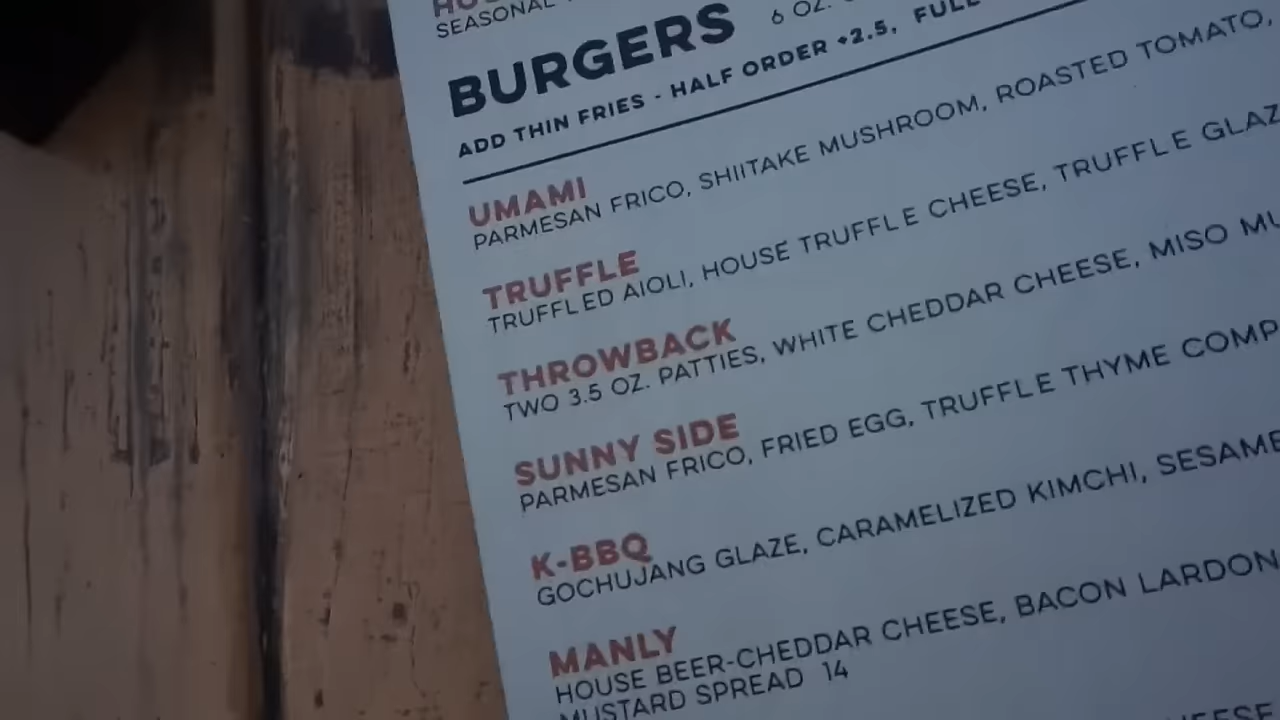 SEASONAL
BURGERS 6 OZ.
ADD THIN FRIES - HALF ORDER +2.5, FULL
UMAMI
PARMESAN FRICO, SHIITAKE MUSHROOM, ROASTED TOMATO,
TRUFFLE
TRUFFLED AIOLI, HOUSE TRUFFLE CHEESE, TRUFFLE
THROWBACK
TWO 3.5 OZ. PATTIES, WHITE CHEDDAR CHEESE, MISO
SUNNY SIDE
PARMESAN FRICO, FRIED EGG, TRUFFLE THYME
K-BBQ
GOCHUJANG GLAZE, CARAMELIZED KIMCHI, SESAME
MANLY
HOUSE BEER-CHEDDAR CHEESE, BACON LARDON
MUSTARD SPREAD 14